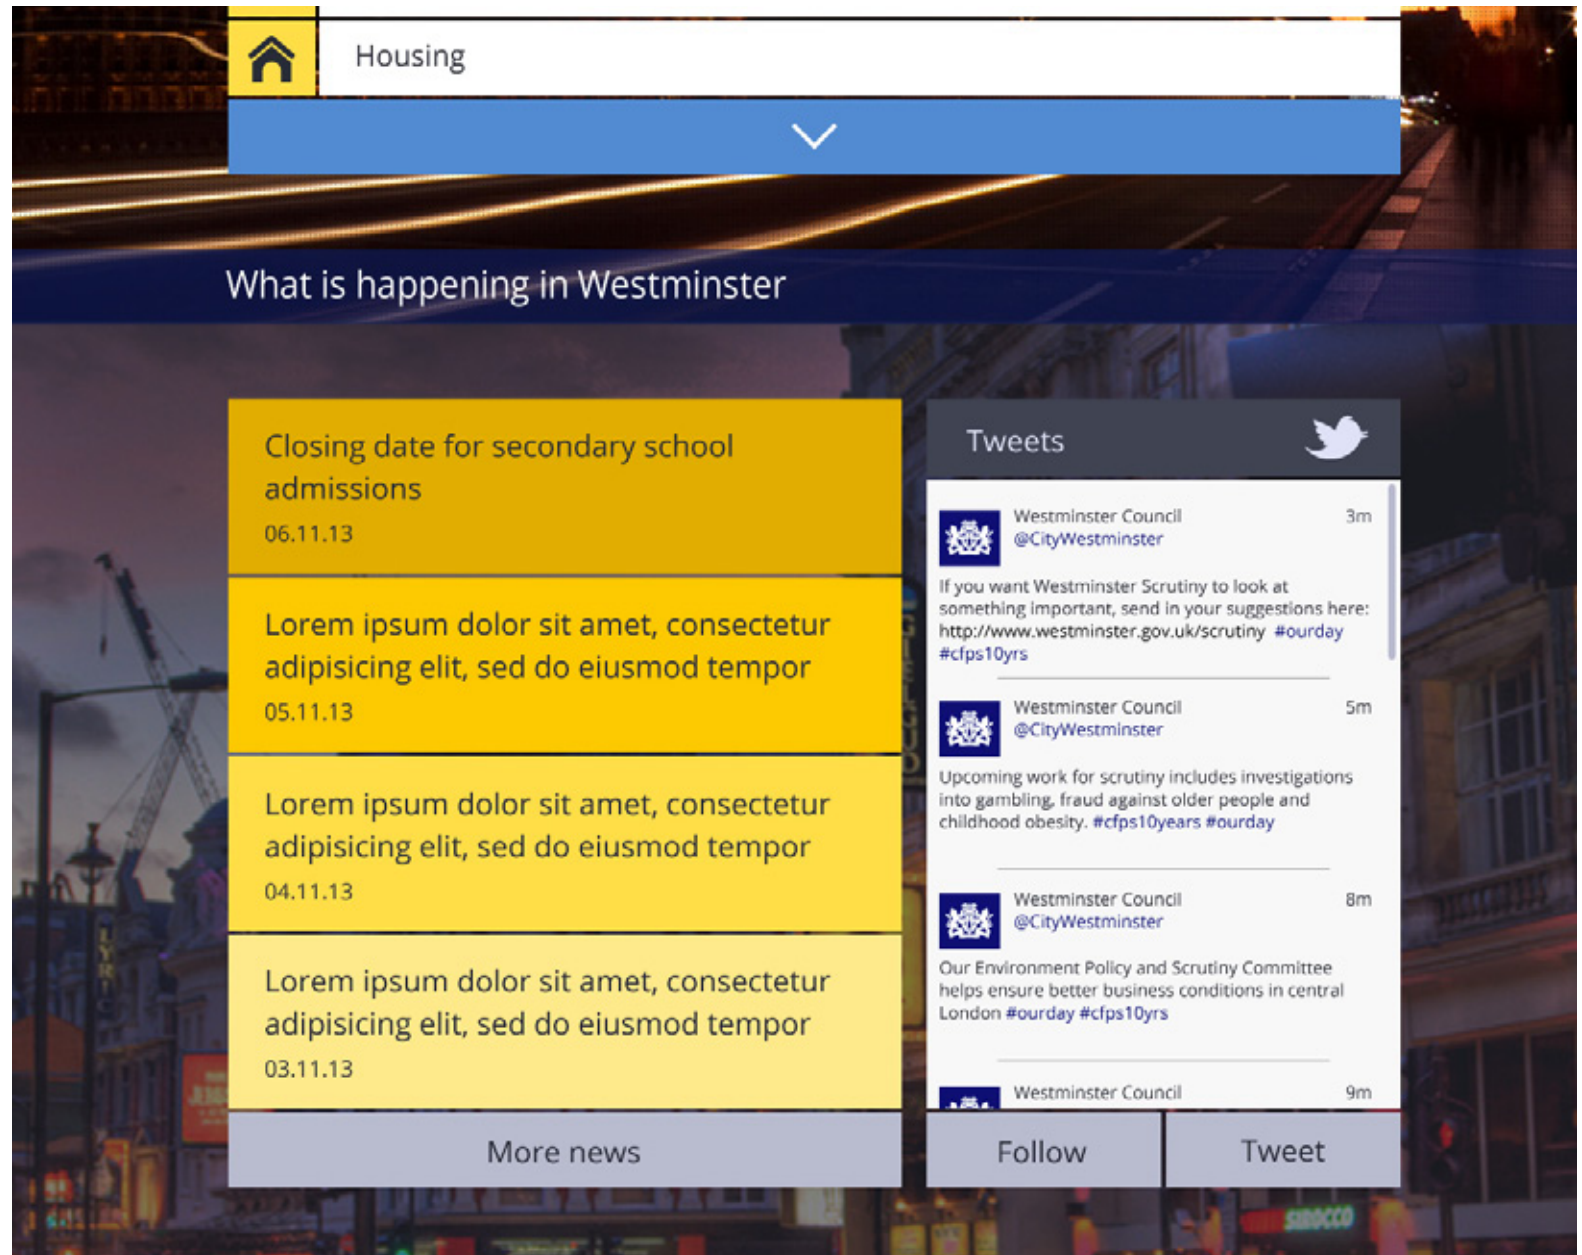 Housing
What is happening in Westminster
Closing date for secondary school
admissions
06.11.13
Lorem ipsum dolor sit amet, consectetur
adipisicing elit, sed do eiusmod tempor
05.11.13
Lorem ipsum dolor sit amet, consectetur
adipisicing elit, sed do eiusmod tempor
04.11.13
Lorem ipsum dolor sit amet, consectetur
adipisicing elit, sed do eiusmod tempor
03.11.13
More news
Tweets
Westminster Council 3m
@CityWestminster
If you want Westminster Scrutiny to look at
something important, send in your suggestions here:
http://www.westminster.gov.uk/scrutiny #ourday
#cfps10yrs
Westminster Council 5m
@CityWestminster
Upcoming work for scrutiny includes investigations
into gambling, fraud against older people and
childhood obesity. #cfps10years #ourday
Westminster Council 8m
@CityWestminster
Our Environment Policy and Scrutiny Committee
helps ensure better business conditions in central
London #ourday #cfps10yrs
Westminster Council 9m
Follow
Tweet
LYRIC
SIROCCO